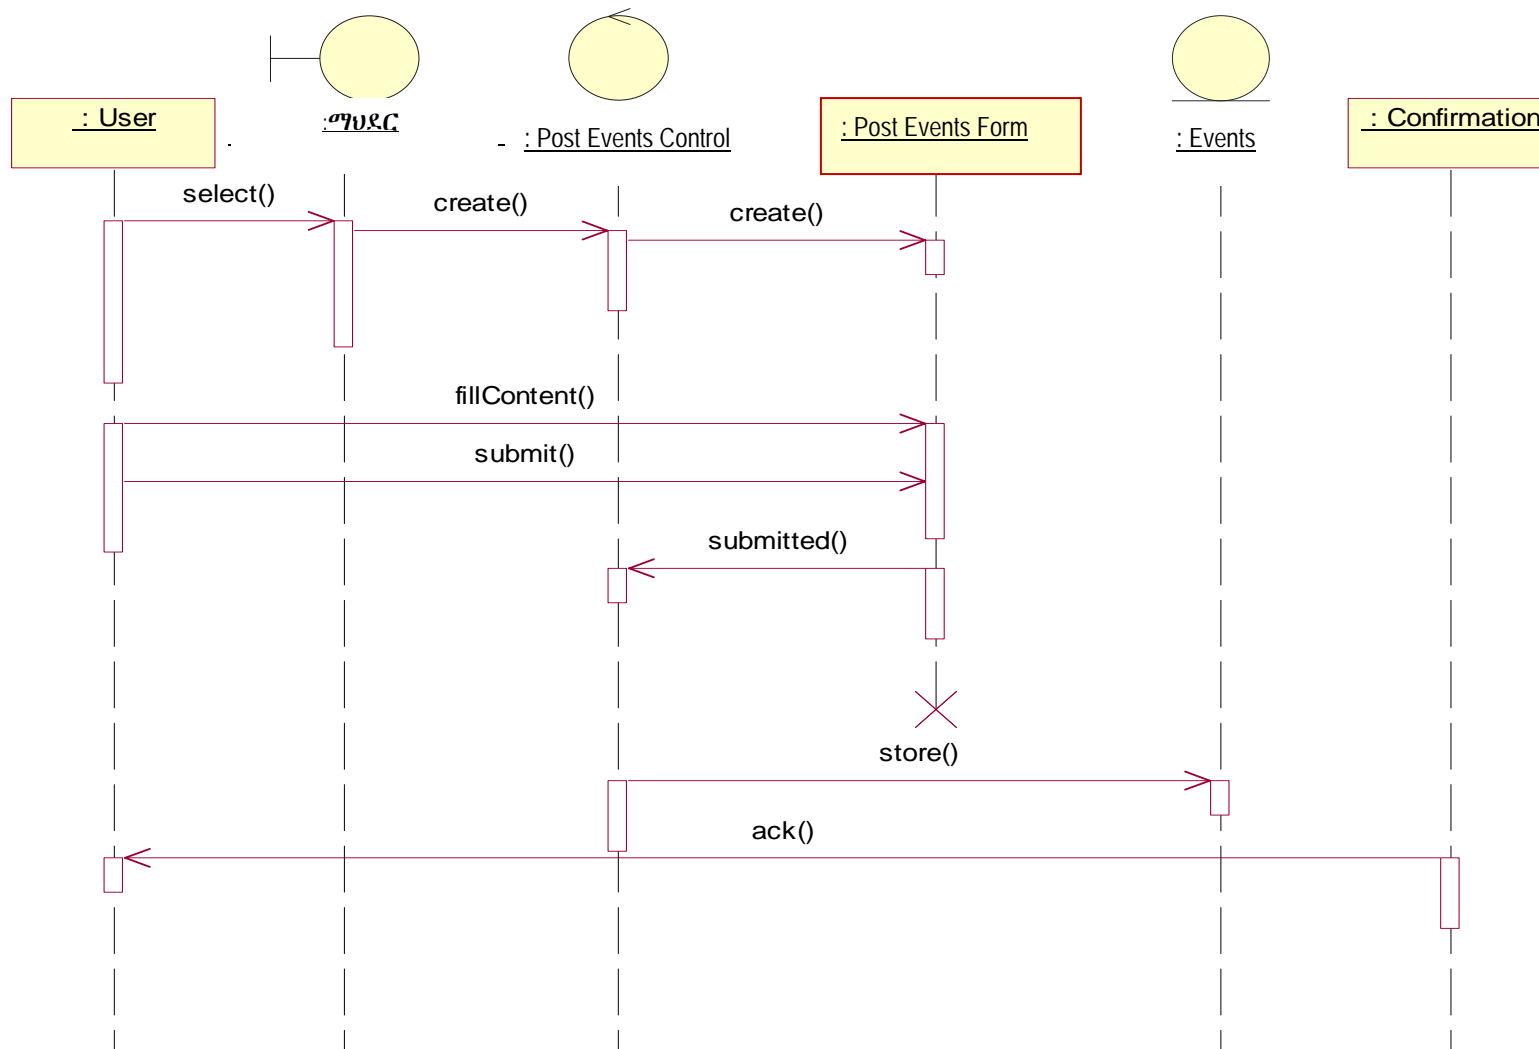 : User
:ማህደር
: Post Events Control
: Post Events Form
: Events
: Confirmation
select()
create()
create()
fillContent()
submit()
submitted()
store()
ack()